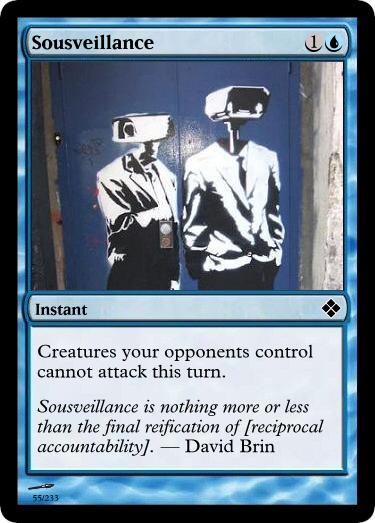 Sousveillance 1
Instant
Creatures your opponents control
cannot attack this turn.
Sousveillance is nothing more or less
than the final reification of [reciprocal
accountability]. — David Brin
55/233